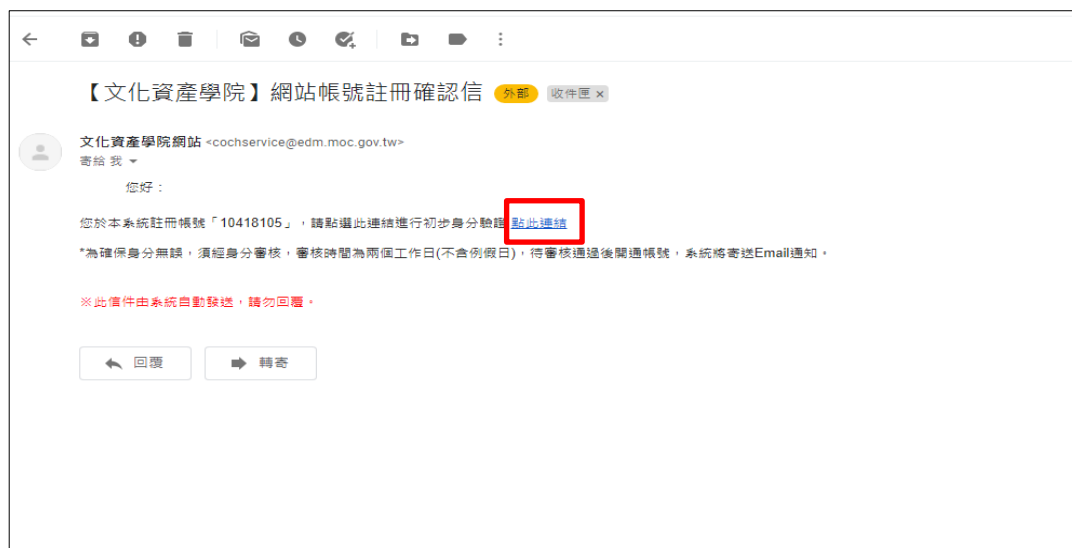 【文化資產學院】網站帳號註冊確認信 外部 收件匣 ×
文化資產學院網站 <cochservice@edm.moc.gov.tw>
寄給 我
您好：
您於本系統註冊帳號「10418105」，請點選此連結進行初步身分驗證 點此連結
*為確保身分無誤，須經身分審核，審核時間為兩個工作日(不含例假日)，待審核通過後開通帳號，系統將寄送Email通知。
※此信件由系統自動發送，請勿回覆。
回覆 轉寄